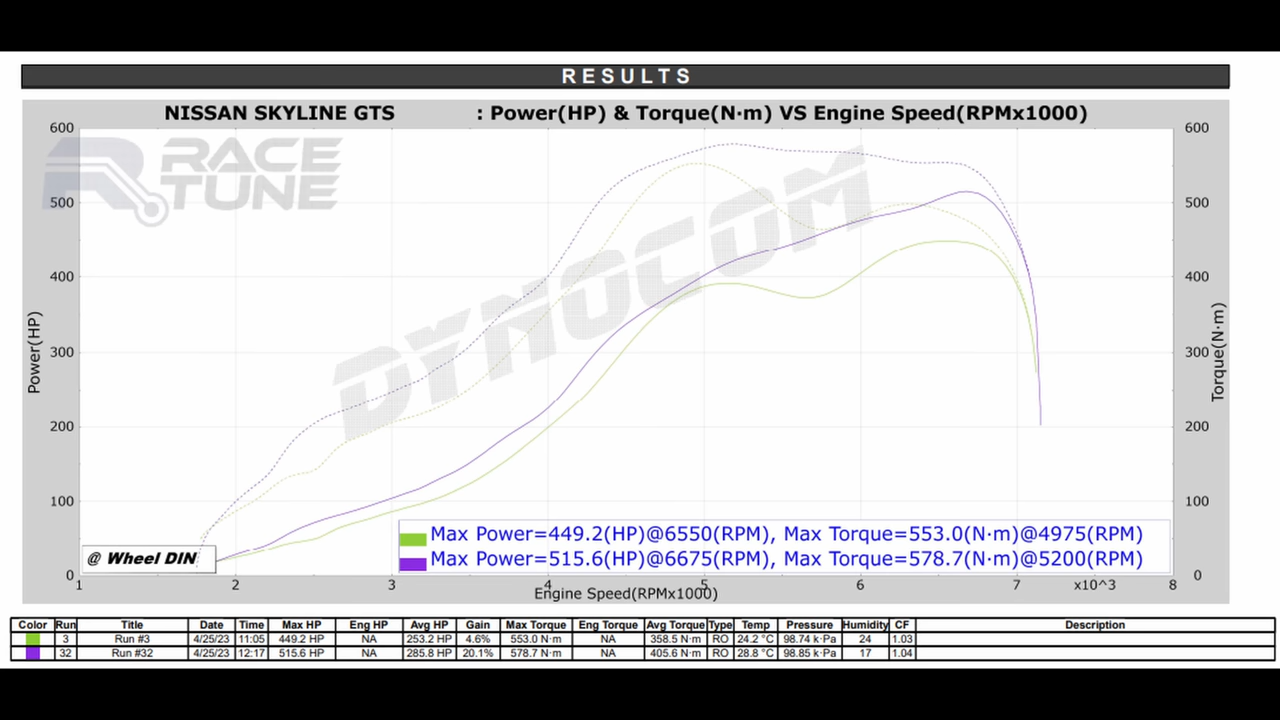 RESULTS
NISSAN SKYLINE GTS : Power(HP) & Torque(N·m) VS Engine Speed(RPMx1000)
600 600
RACE
TUNE
500 500
DYNOCOM
400 400
Power(HP)
Torque(N·m)
300 300
200 200
100 100
Max Power=449.2(HP)@6550(RPM), Max Torque=553.0(N·m)@4975(RPM)
@ Wheel DIN
Max Power=515.6(HP)@6675(RPM), Max Torque=578.7(N·m)@5200(RPM)
0 0
1 2 3 4 5 6 7 x10^3 8
Engine Speed(RPMx1000)
Color Run Title Date Time Max HP Eng HP Avg HP Gain Max Torque Eng Torque Avg Torque Type Temp Pressure Humidity CF Description
3 Run #3 4/25/23 11:05 449.2 HP NA 253.2 HP 4.6% 553.0 N·m NA 358.5 N·m RO 24.2 °C 98.74 k·Pa 24 1.03
32 Run #32 4/25/23 12:17 515.6 HP NA 285.8 HP 20.1% 578.7 N·m NA 405.6 N·m RO 28.8 °C 98.85 k·Pa 17 1.04